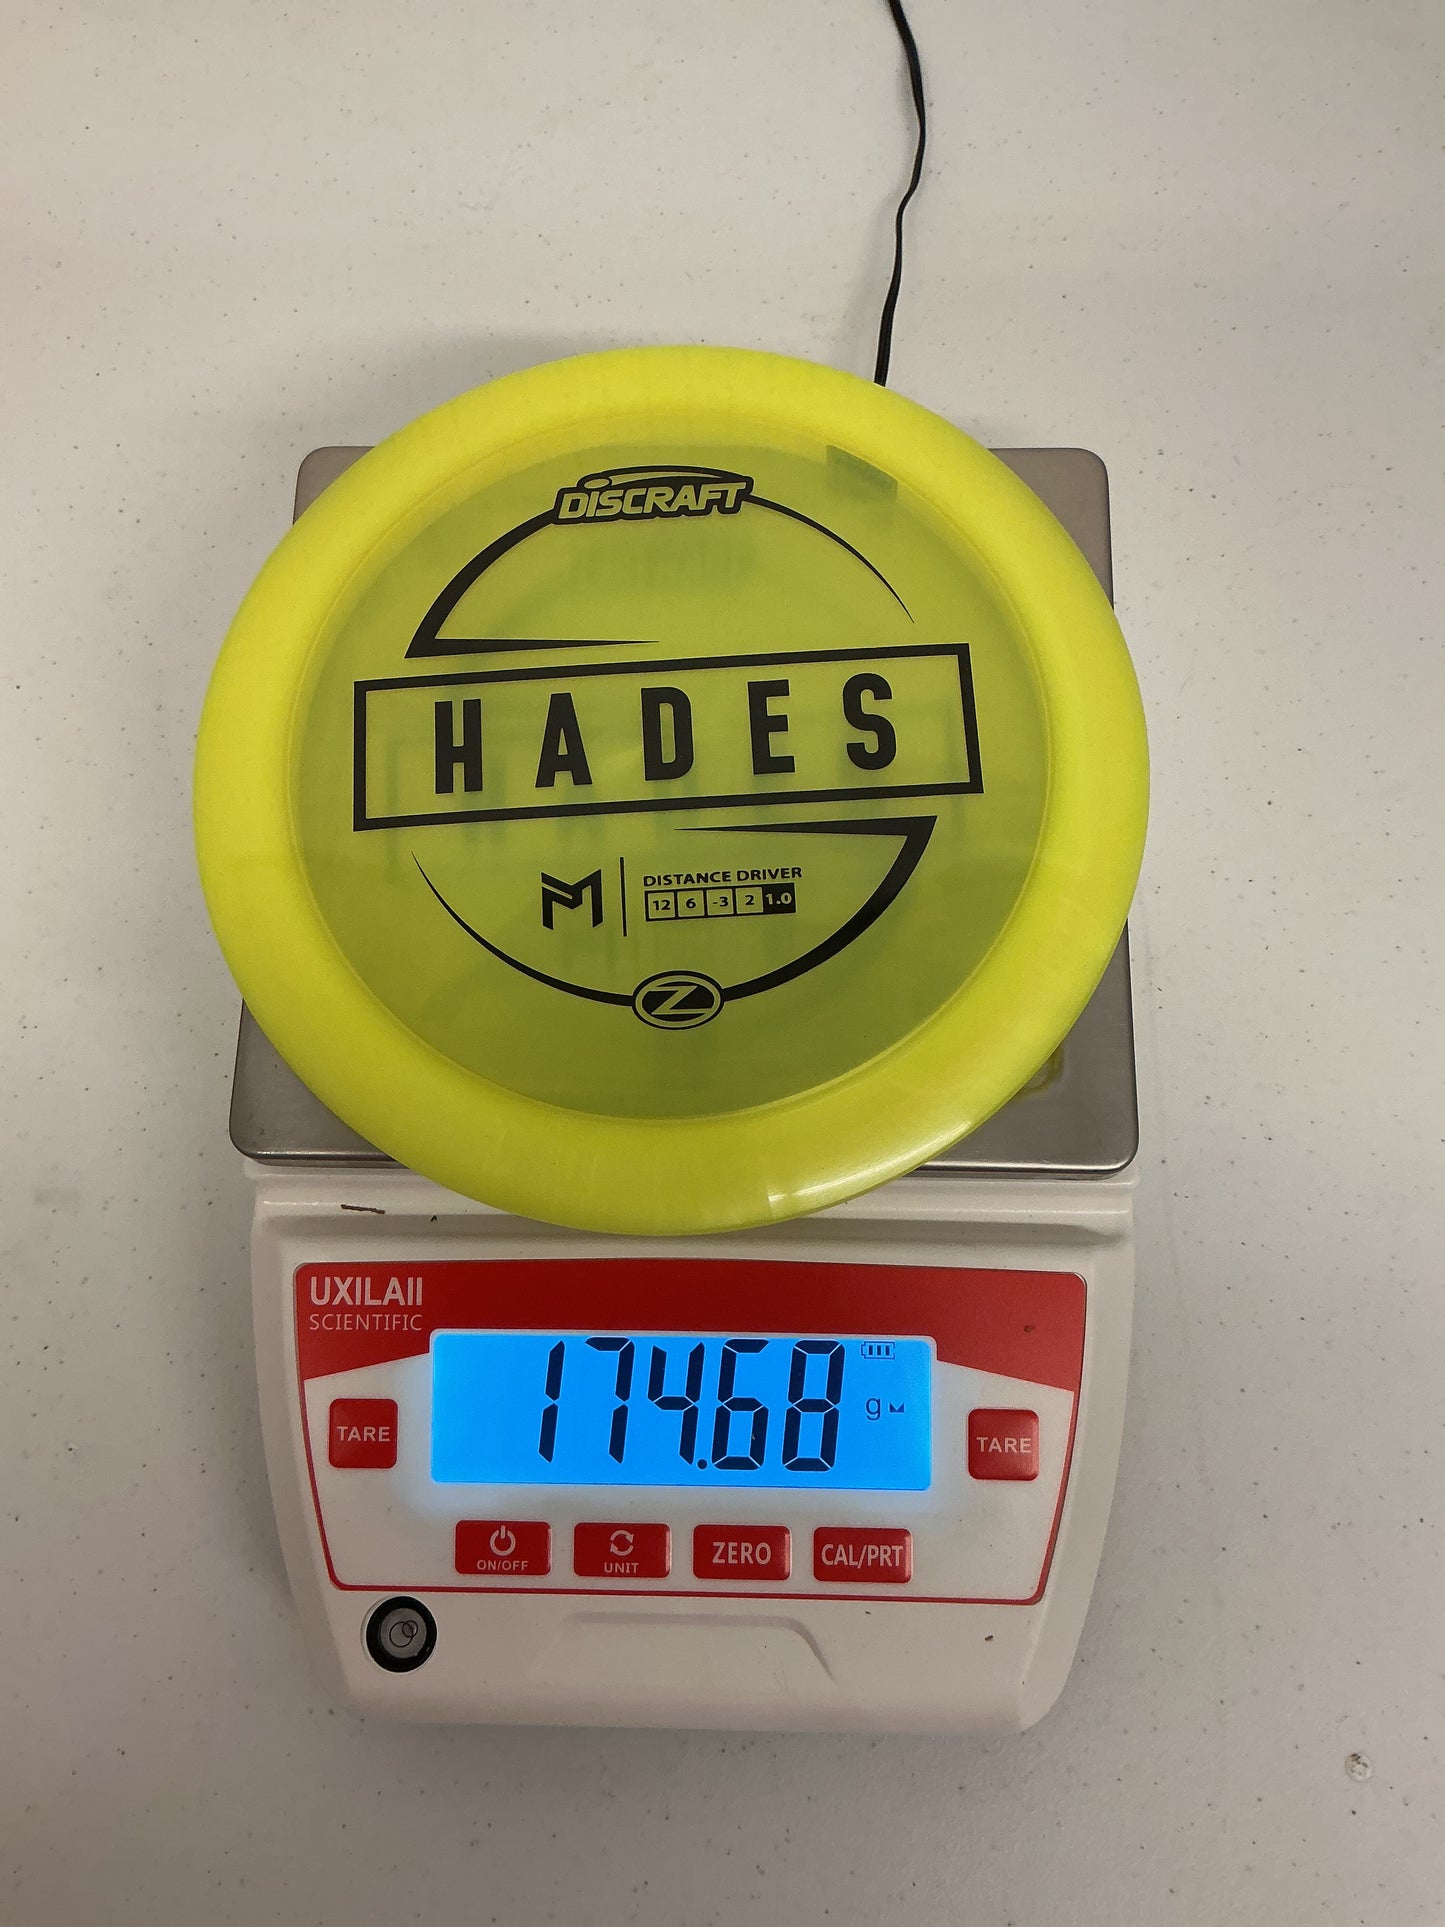 DISCRAFT
HADES
DISTANCE DRIVER
12 6 -3 2 1.0
Z
UXILAII
SCIENTIFIC
174.68 g
TARE
TARE
ON/OFF
UNIT
ZERO
CAL/PRT